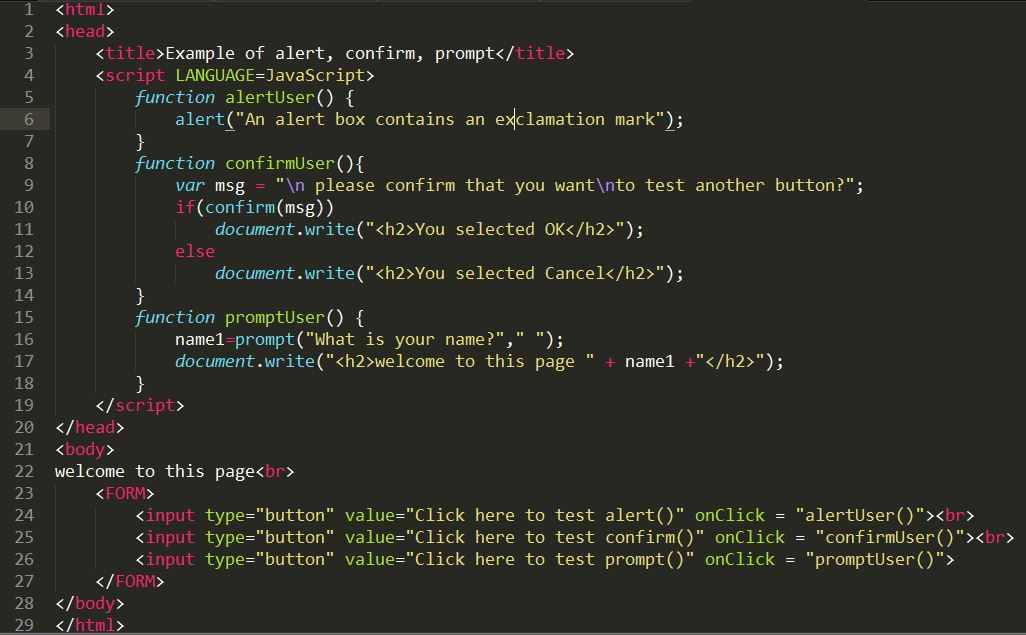 1 <html>
2 <head>
3     <title>Example of alert, confirm, prompt</title>
4     <script LANGUAGE=JavaScript>
5         function alertUser() {
6             alert("An alert box contains an exclamation mark");
7         }
8         function confirmUser(){
9             var msg = "\n please confirm that you want\nto test another button?";
10             if(confirm(msg))
11                 document.write("<h2>You selected OK</h2>");
12             else
13                 document.write("<h2>You selected Cancel</h2>");
14         }
15         function promptUser() {
16             name1=prompt("What is your name?"," ");
17             document.write("<h2>welcome to this page " + name1 +"</h2>");
18         }
19     </script>
20 </head>
21 <body>
22 welcome to this page<br>
23     <FORM>
24         <input type="button" value="Click here to test alert()" onClick = "alertUser()"><br>
25         <input type="button" value="Click here to test confirm()" onClick = "confirmUser()"><br>
26         <input type="button" value="Click here to test prompt()" onClick = "promptUser()">
27     </FORM>
28 </body>
29 </html>